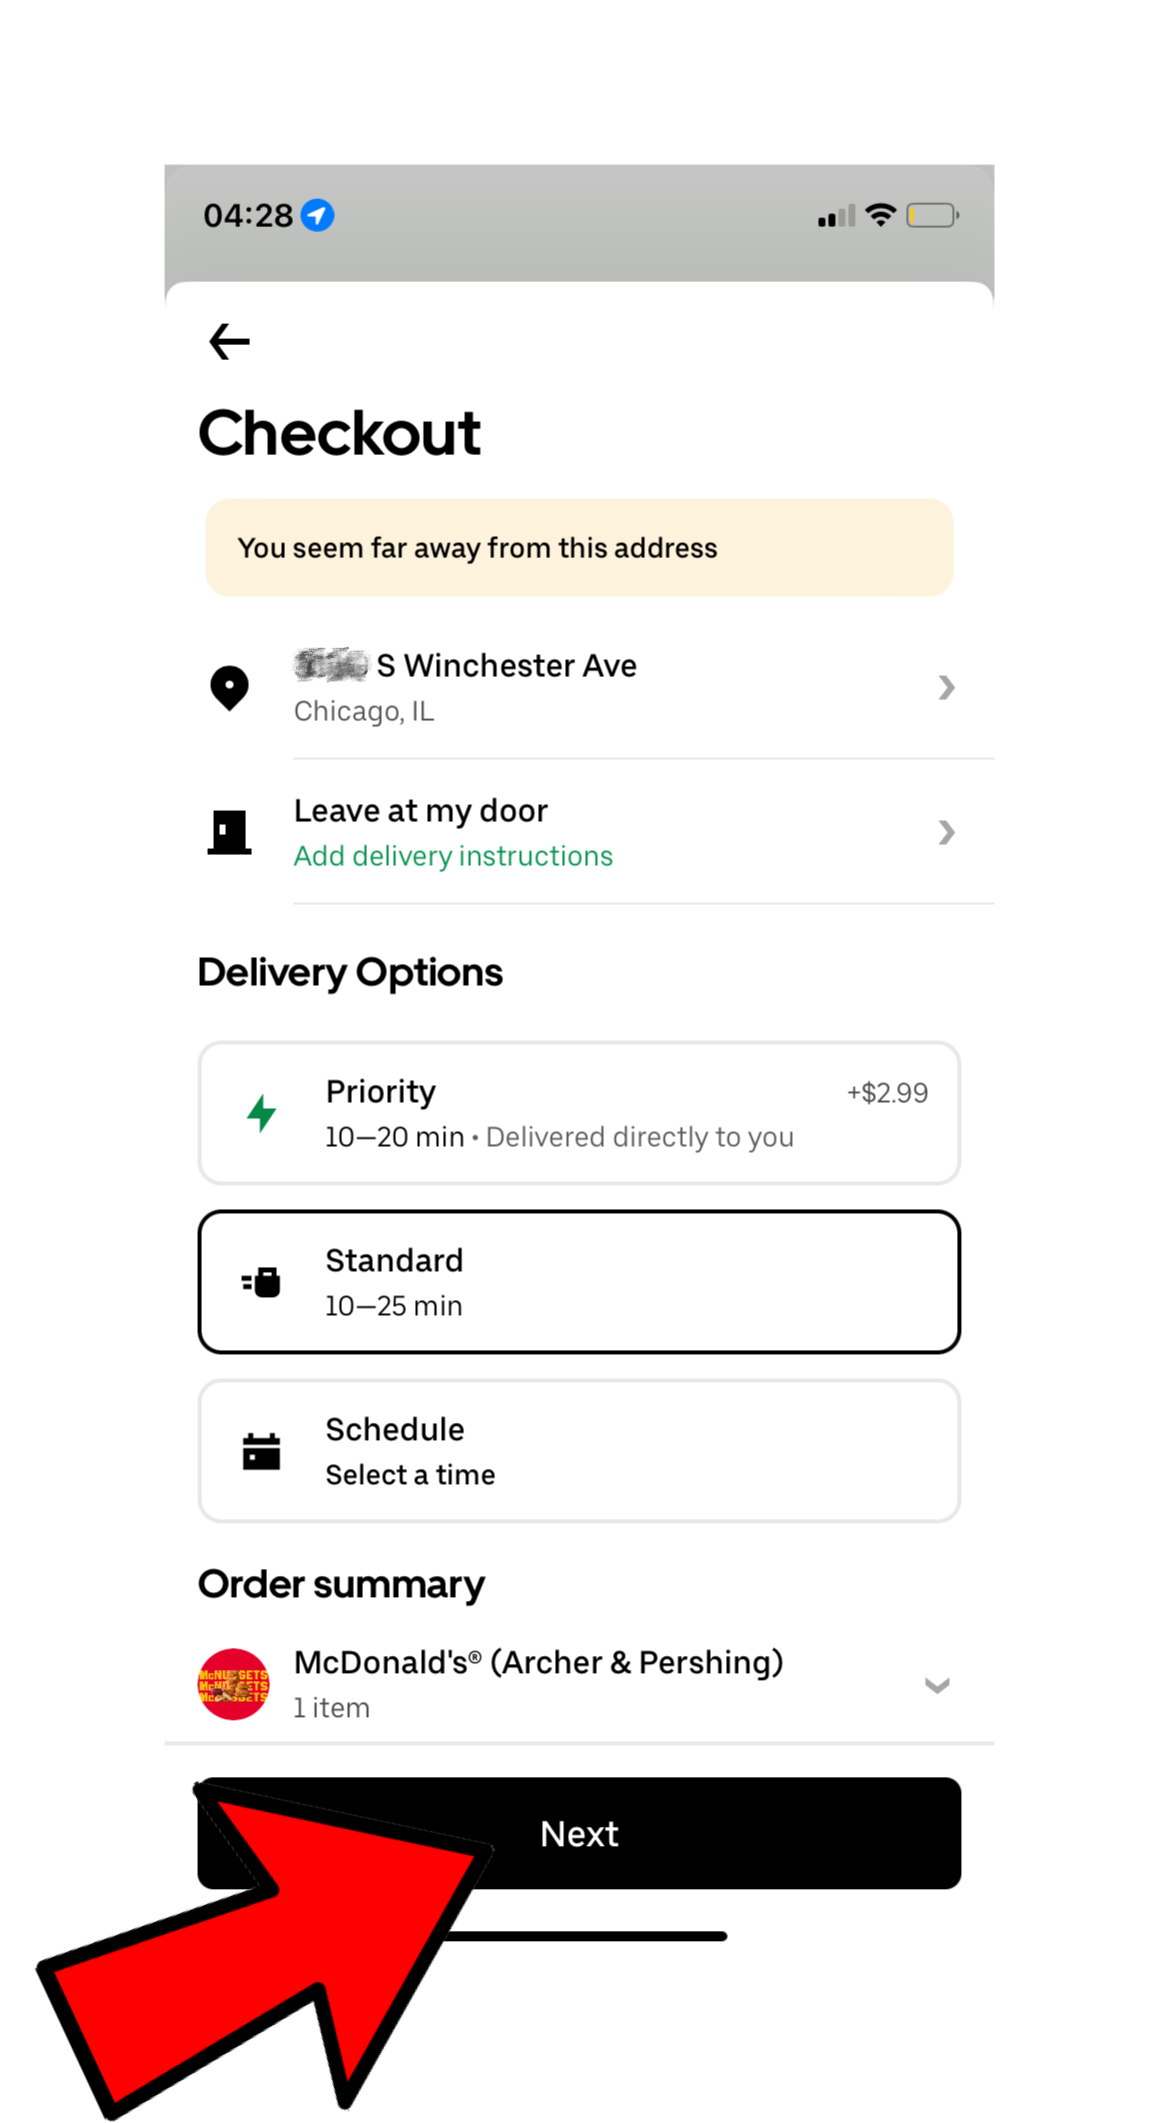 04:28
Checkout
You seem far away from this address
S Winchester Ave
Chicago, IL
Leave at my door
Add delivery instructions
Delivery Options
Priority
+$2.99
10—20 min • Delivered directly to you
Standard
10—25 min
Schedule
Select a time
Order summary
McDonald's® (Archer & Pershing)
1 item
Next